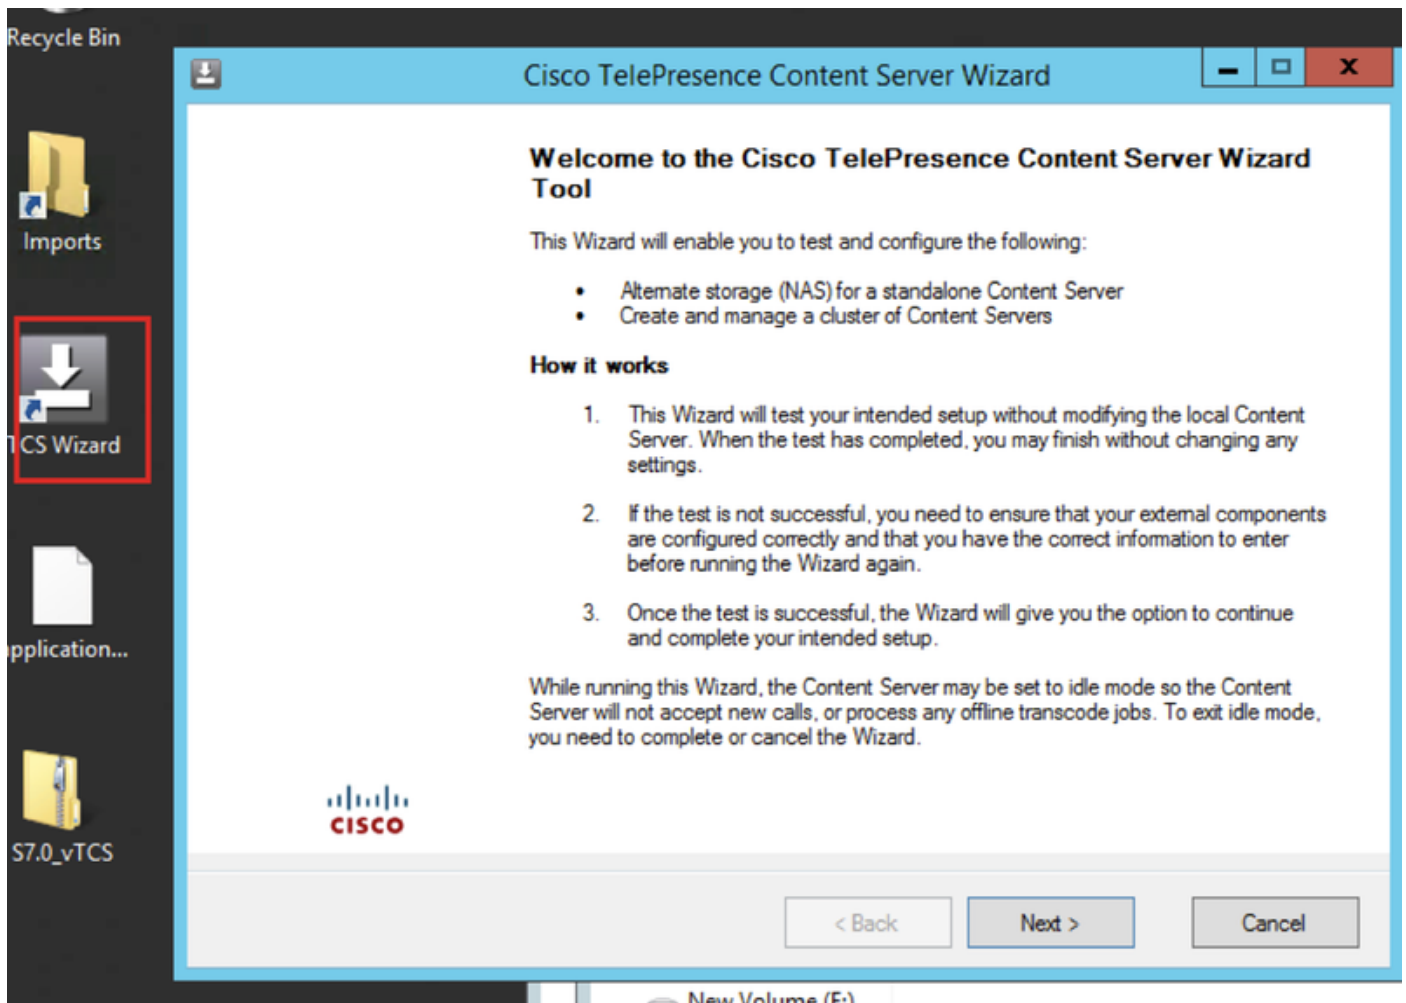 Recycle Bin
Cisco TelePresence Content Server Wizard
Welcome to the Cisco TelePresence Content Server Wizard
Tool
This Wizard will enable you to test and configure the following:
• Alternate storage (NAS) for a standalone Content Server
• Create and manage a cluster of Content Servers
How it works
1. This Wizard will test your intended setup without modifying the local Content
Server. When the test has completed, you may finish without changing any
settings.
2. If the test is not successful, you need to ensure that your external components
are configured correctly and that you have the correct information to enter
before running the Wizard again.
3. Once the test is successful, the Wizard will give you the option to continue
and complete your intended setup.
While running this Wizard, the Content Server may be set to idle mode so the Content
Server will not accept new calls, or process any offline transcode jobs. To exit idle mode,
you need to complete or cancel the Wizard.
CISCO
< Back
Next >
Cancel
Imports
TCS Wizard
application...
S7.0_vTCS
New Volume (E:)